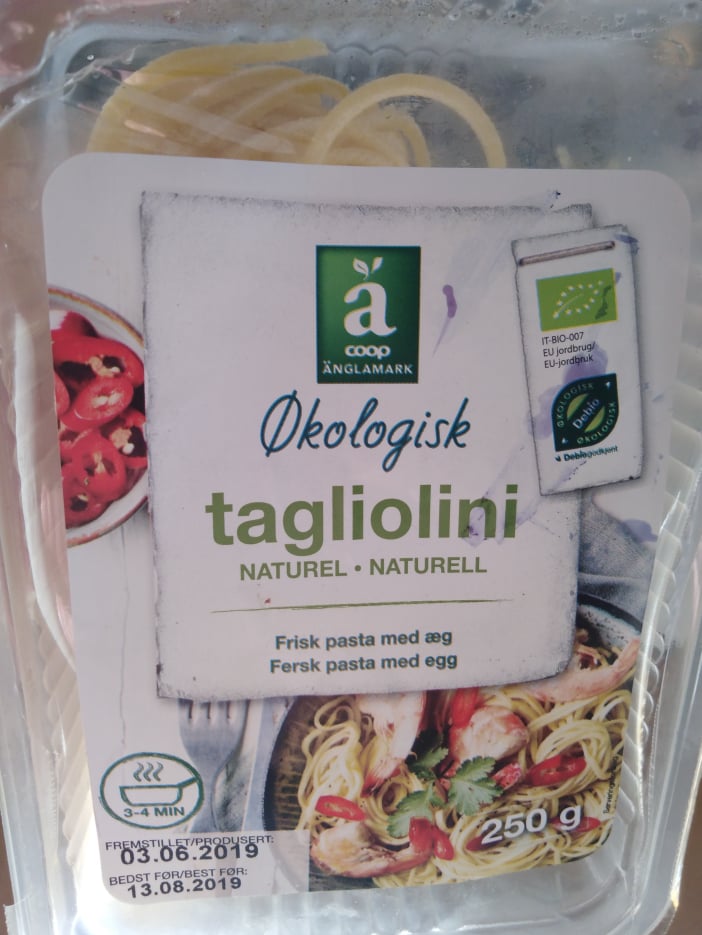 å
coop
ÄNGLAMARK
Økologisk
tagliolini
NATUREL • NATURELL
Frisk pasta med æg
Fersk pasta med egg
IT-BIO-007
EU jordbrug/
EU-jordbruk
ØKOLOGISK
Debio
ØKOLOGISK
Debiogodkjent
3-4 MIN
250 g
FREMSTILLET/PRODUSERT:
03.06.2019
BEDST FØR/BEST FØR:
13.08.2019